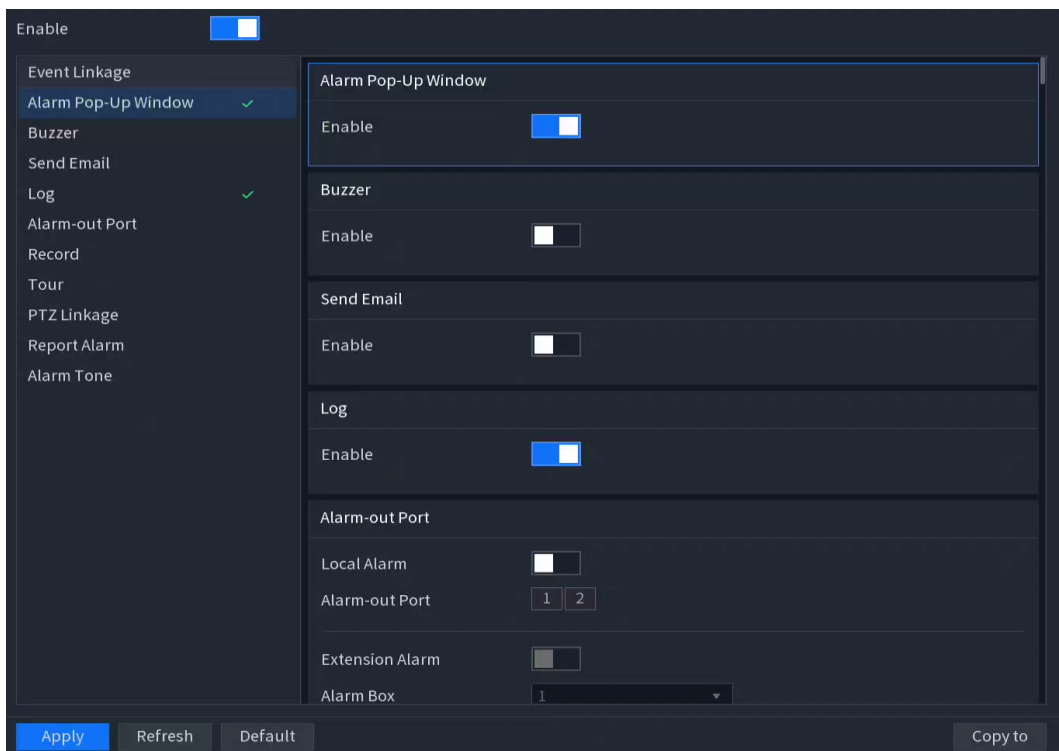 Enable
Event Linkage
Alarm Pop-Up Window
Buzzer
Send Email
Log
Alarm-out Port
Record
Tour
PTZ Linkage
Report Alarm
Alarm Tone
Alarm Pop-Up Window
Enable
Buzzer
Enable
Send Email
Enable
Log
Enable
Alarm-out Port
Local Alarm
Alarm-out Port 1 2
Extension Alarm
Alarm Box 1
Apply Refresh Default Copy to